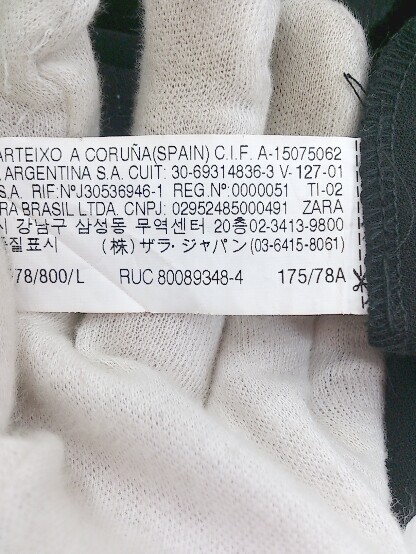 ARTEIXO A CORUÑA(SPAIN) C.I.F. A-15075062
ARGENTINA S.A. CUIT: 30-69314836-3 V-127-01
S.A. RIF:NºJ30536946-1 REG.Nº:0000051 TI-02
RA BRASIL LTDA. CNPJ: 02952485000491 ZARA
시 강남구 삼성동 무역센터 20층02-3413-9800
품질표시 (株) ザラ・ジャパン (03-6415-8061)
78/800/L RUC 80089348-4 175/78A